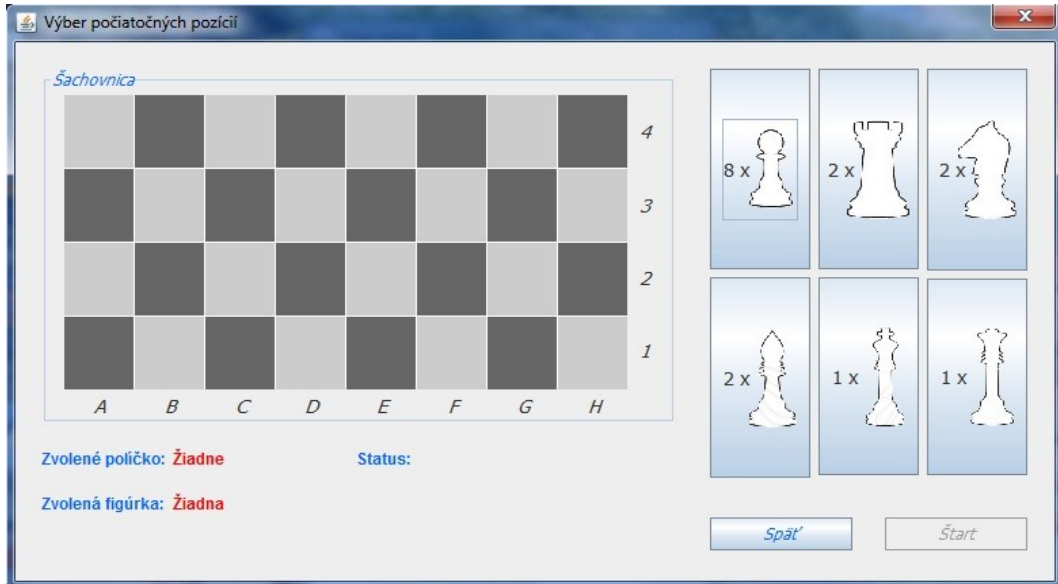 Výber počiatočných pozícií
Šachovnica
4
3
2
1
A B C D E F G H
8 x
2 x
2 x
2 x
1 x
1 x
Zvolené políčko: Žiadne
Status:
Zvolená figúrka: Žiadna
Späť
Štart